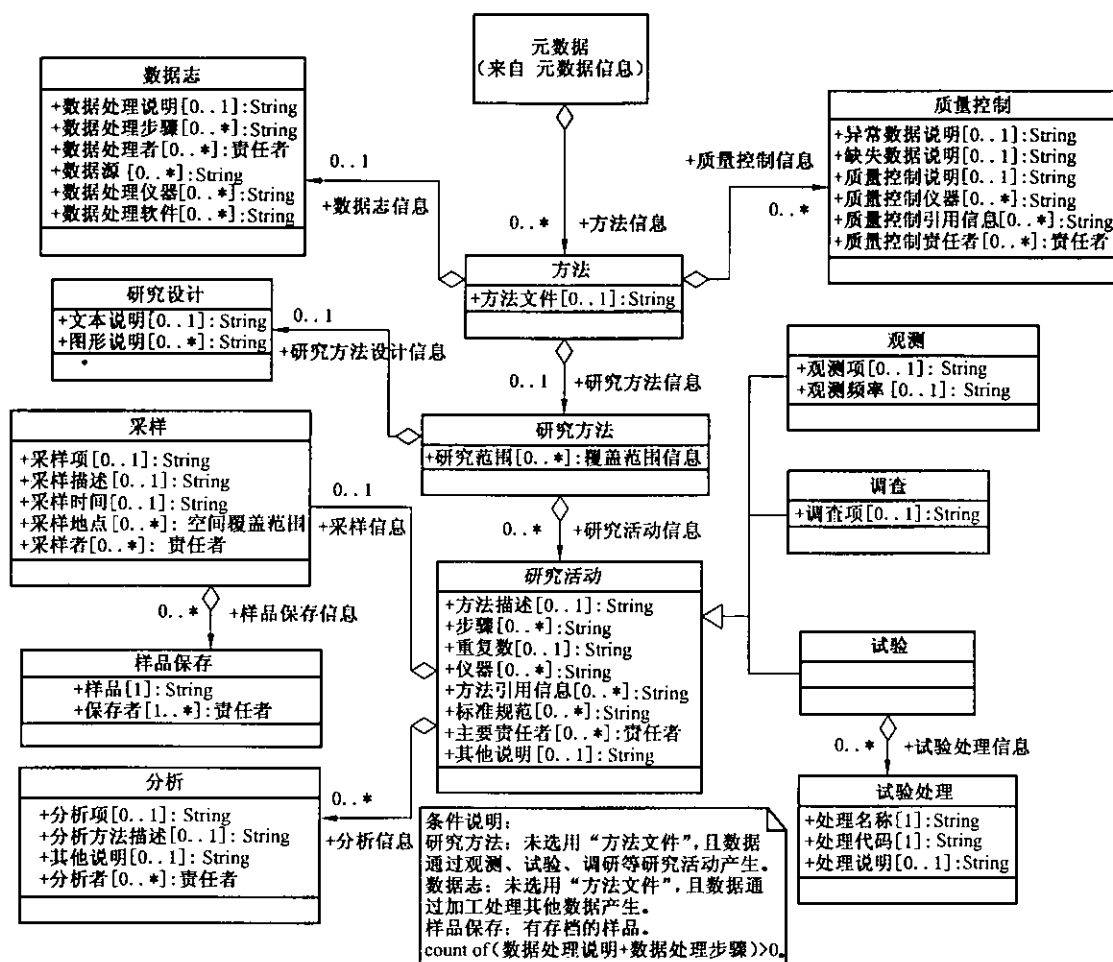 元数据
(来自 元数据信息)
数据志
+数据处理说明[0..1]:String
+数据处理步骤[0..*]:String
+数据处理者[0..*]:责任者
+数据源 [0..*]:String
+数据处理仪器[0..*]:String
+数据处理软件[0..*]:String
0..1
+数据志信息
0..*
+方法信息
+质量控制信息
0..*
质量控制
+异常数据说明[0..1]:String
+缺失数据说明[0..1]:String
+质量控制说明[0..1]:String
+质量控制仪器[0..*]:String
+质量控制引用信息[0..*]:String
+质量控制责任者[0..*]:责任者
方法
+方法文件[0..1]:String
研究设计
+文本说明[0..1]:String
+图形说明[0..*]:String
0..1
+研究方法设计信息
0..1
+研究方法信息
观测
+观测项[0..1]:String
+观测频率 [0..1]: String
研究方法
+研究范围[0..*]:覆盖范围信息
采样
+采样项[0..1]:String
+采样描述[0..1]:String
+采样时间[0..1]:String
+采样地点[0..*]: 空间覆盖范围
+采样者[0..*]: 责任者
0..1
+采样信息
0..*
+研究活动信息
调查
+调查项[0..1]:String
研究活动
+方法描述[0..1]:String
+步骤[0..*]:String
+重复数[0..1]:String
+仪器[0..*]:String
+方法引用信息[0..*]:String
+标准规范[0..*]:String
+主要责任者[0..*]:责任者
+其他说明[0..1]:String
0..*
+样品保存信息
样品保存
+样品[1]:String
+保存者[1..*]:责任者
试验
0..*
+试验处理信息
试验处理
+处理名称[1]:String
+处理代码[1]:String
+处理说明[0..1]:String
分析
+分析项[0..1]:String
+分析方法描述[0..1]:String
+其他说明[0..1]:String
+分析者[0..*]:责任者
0..*
+分析信息
条件说明:
研究方法: 未选用“方法文件”,且数据
通过观测、试验、调研等研究活动产生。
数据志: 未选用“方法文件”,且数据通
过加工处理其他数据产生。
样品保存: 有存档的样品。
count of(数据处理说明+数据处理步骤)>0。